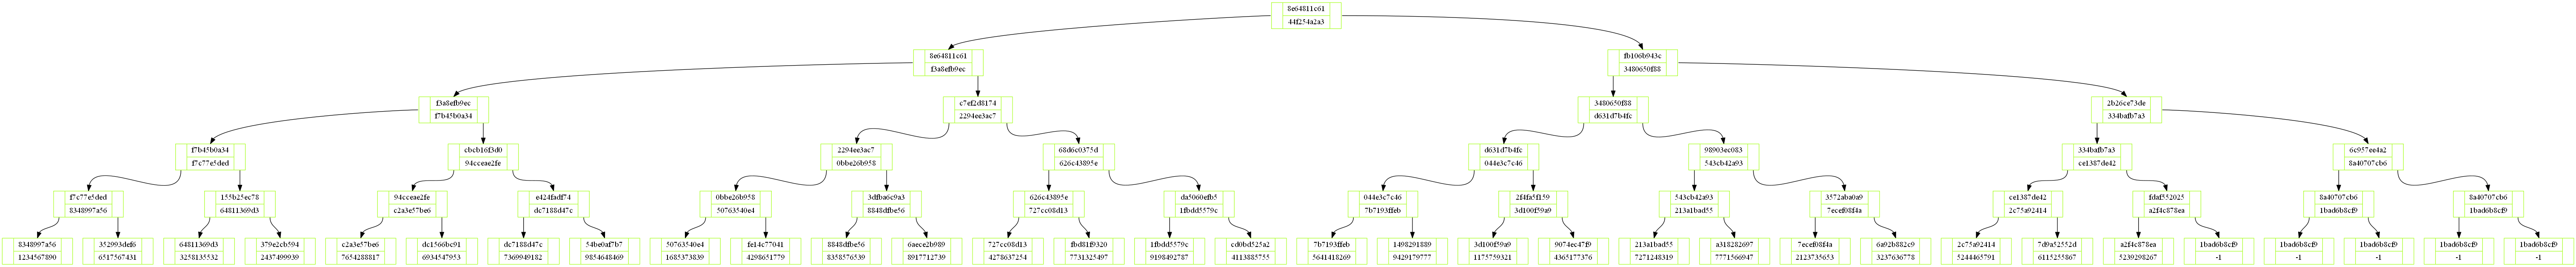 8e64811c61
44f254a2a3
8e64811c61
f3a8efb9ec
fb106b943c
3480650f88
f3a8efb9ec
f7b45b0a34
c7ef2d8174
2294ee3ac7
3480650f88
d631d7b4fc
2b26ce73de
334bafb7a3
f7b45b0a34
f7c77e5ded
cbcb16f3d0
94cceae2fe
2294ee3ac7
0bbe26b958
68d6c0375d
626c43895e
d631d7b4fc
044e3c7c46
98903ec083
543cb42a93
334bafb7a3
ce1387de42
6c957ee4a2
8a40707cb6
f7c77e5ded
8348997a56
155b25ec78
64811369d3
94cceae2fe
c2a3e57be6
e424fadf74
dc7188d47c
0bbe26b958
50763540e4
3dfba6c9a3
8848dfbe56
626c43895e
727cc08d13
da5060efb5
1fbdd5579c
044e3c7c46
7b7193ffeb
2f4fa5f159
3d100f59a9
543cb42a93
213a1bad55
3572aba0a9
7ecef08f4a
ce1387de42
2c75a92414
fdaf552025
a2f4c878ea
8a40707cb6
1bad6b8cf9
8a40707cb6
1bad6b8cf9
8348997a56
1234567890
352993def6
6517567431
64811369d3
3258135532
379e2cb594
2437499939
c2a3e57be6
7654288817
dc1566bc91
6934547953
dc7188d47c
7369949182
54be0af7b7
9854648469
50763540e4
1685373839
fe14c77041
4298651779
8848dfbe56
8358576539
6aece2b989
8917712739
727cc08d13
4278637254
fbd81f9320
7731325497
1fbdd5579c
9198492787
cd0bd525a2
4113885755
7b7193ffeb
5641418269
1498291889
9429179777
3d100f59a9
1175759321
9074ec47f9
4365177376
213a1bad55
7271248319
a318282697
7771566947
7ecef08f4a
2123735653
6a92b882c9
3237636778
2c75a92414
5244465791
7d9a52552d
6115255867
a2f4c878ea
5239298267
1bad6b8cf9
-1
1bad6b8cf9
-1
1bad6b8cf9
-1
1bad6b8cf9
-1
1bad6b8cf9
-1